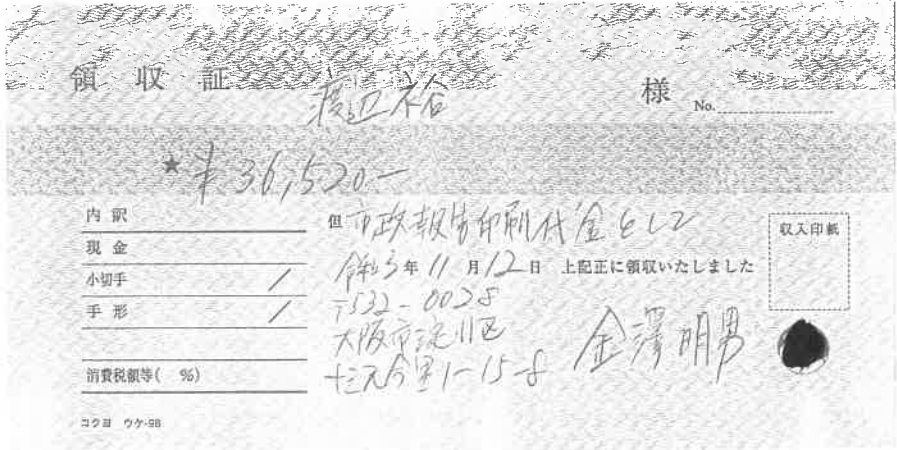 領収証 渡辺裕 様 No.
★ ¥36,520-
内訳
現金
小切手 /
手形 /
消費税額等( %)
但 市政報告印刷代金として
令和3年11月12日 上記正に領収いたしました
収入印紙
〒532-0028
大阪市淀川区
十三元今里1-15-8
金澤明男
コクヨ ウケ-98